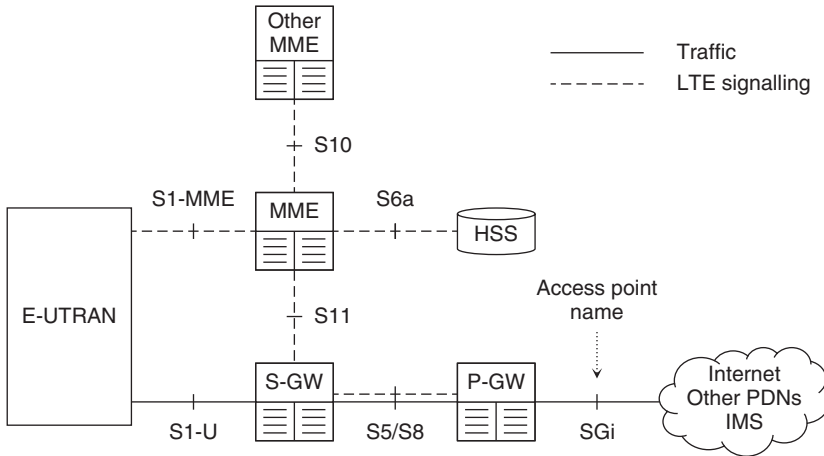 Other
MME
Traffic
LTE signalling
S10
S1-MME
MME
S6a
HSS
E-UTRAN
S11
Access point
name
S-GW
P-GW
Internet
Other PDNs
IMS
S1-U
S5/S8
SGi